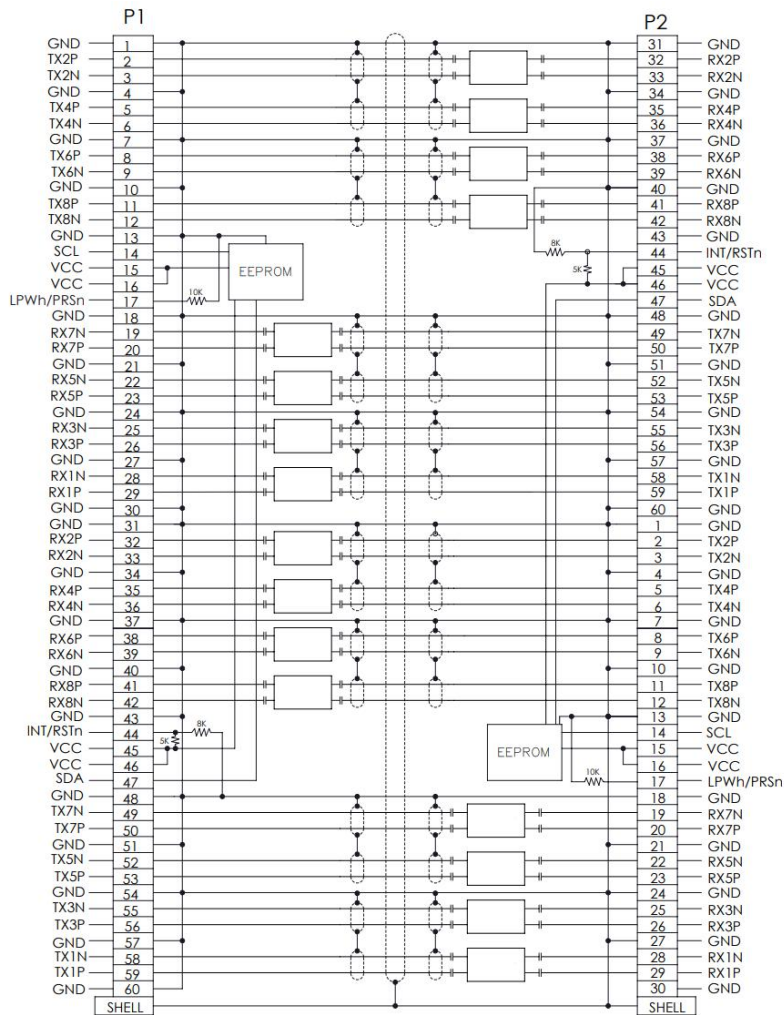 P1 P2
GND 1 31 GND
TX2P 2 32 RX2P
TX2N 3 33 RX2N
GND 4 34 GND
TX4P 5 35 RX4P
TX4N 6 36 RX4N
GND 7 37 GND
TX6P 8 38 RX6P
TX6N 9 39 RX6N
GND 10 40 GND
TX8P 11 41 RX8P
TX8N 12 42 RX8N
GND 13 43 GND
SCL 14 EEPROM 8K 44 INT/RSTn
VCC 15 5K 45 VCC
VCC 16 46 VCC
LPWh/PRSn 17 10K 47 SDA
GND 18 48 GND
RX7N 19 49 TX7N
RX7P 20 50 TX7P
GND 21 51 GND
RX5N 22 52 TX5N
RX5P 23 53 TX5P
GND 24 54 GND
RX3N 25 55 TX3N
RX3P 26 56 TX3P
GND 27 57 GND
RX1N 28 58 TX1N
RX1P 29 59 TX1P
GND 30 60 GND
GND 31 1 GND
RX2P 32 2 TX2P
RX2N 33 3 TX2N
GND 34 4 GND
RX4P 35 5 TX4P
RX4N 36 6 TX4N
GND 37 7 GND
RX6P 38 8 TX6P
RX6N 39 9 TX6N
GND 40 10 GND
RX8P 41 11 TX8P
RX8N 42 12 TX8N
GND 43 13 GND
INT/RSTn 44 8K 14 SCL
VCC 45 5K EEPROM 15 VCC
VCC 46 16 VCC
SDA 47 10K 17 LPWh/PRSn
GND 48 18 GND
TX7N 49 19 RX7N
TX7P 50 20 RX7P
GND 51 21 GND
TX5N 52 22 RX5N
TX5P 53 23 RX5P
GND 54 24 GND
TX3N 55 25 RX3N
TX3P 56 26 RX3P
GND 57 27 GND
TX1N 58 28 RX1N
TX1P 59 29 RX1P
GND 60 30 GND
SHELL SHELL